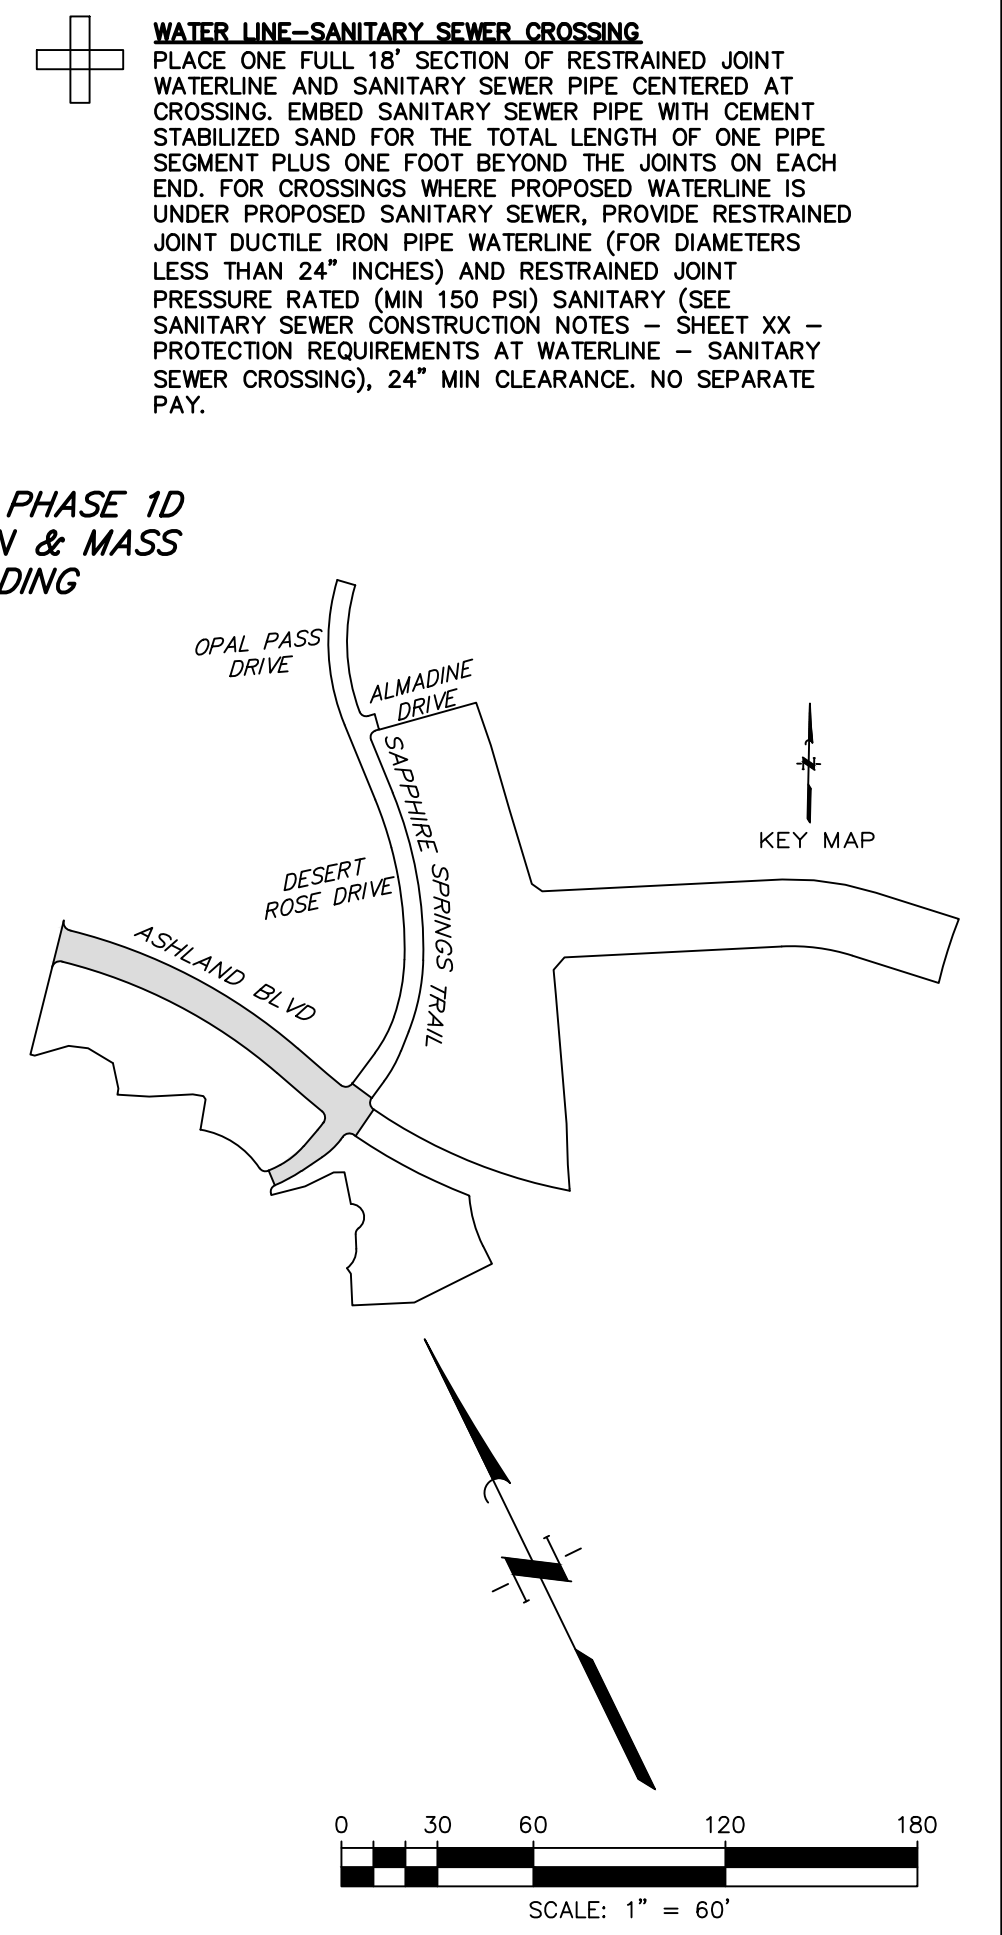 WATER LINE–SANITARY SEWER CROSSING
PLACE ONE FULL 18' SECTION OF RESTRAINED JOINT
WATERLINE AND SANITARY SEWER PIPE CENTERED AT
CROSSING. EMBED SANITARY SEWER PIPE WITH CEMENT
STABILIZED SAND FOR THE TOTAL LENGTH OF ONE PIPE
SEGMENT PLUS ONE FOOT BEYOND THE JOINTS ON EACH
END. FOR CROSSINGS WHERE PROPOSED WATERLINE IS
UNDER PROPOSED SANITARY SEWER, PROVIDE RESTRAINED
JOINT DUCTILE IRON PIPE WATERLINE (FOR DIAMETERS
LESS THAN 24" INCHES) AND RESTRAINED JOINT
PRESSURE RATED (MIN 150 PSI) SANITARY (SEE
SANITARY SEWER CONSTRUCTION NOTES – SHEET XX –
PROTECTION REQUIREMENTS AT WATERLINE – SANITARY
SEWER CROSSING), 24" MIN CLEARANCE. NO SEPARATE
PAY.
PHASE 1D
N & MASS
DING
OPAL PASS
DRIVE
ALMADINE
DRIVE
SAPPHIRE SPRINGS TRAIL
KEY MAP
DESERT
ROSE DRIVE
ASHLAND BLVD
0 30 60 120 180
SCALE: 1" = 60'